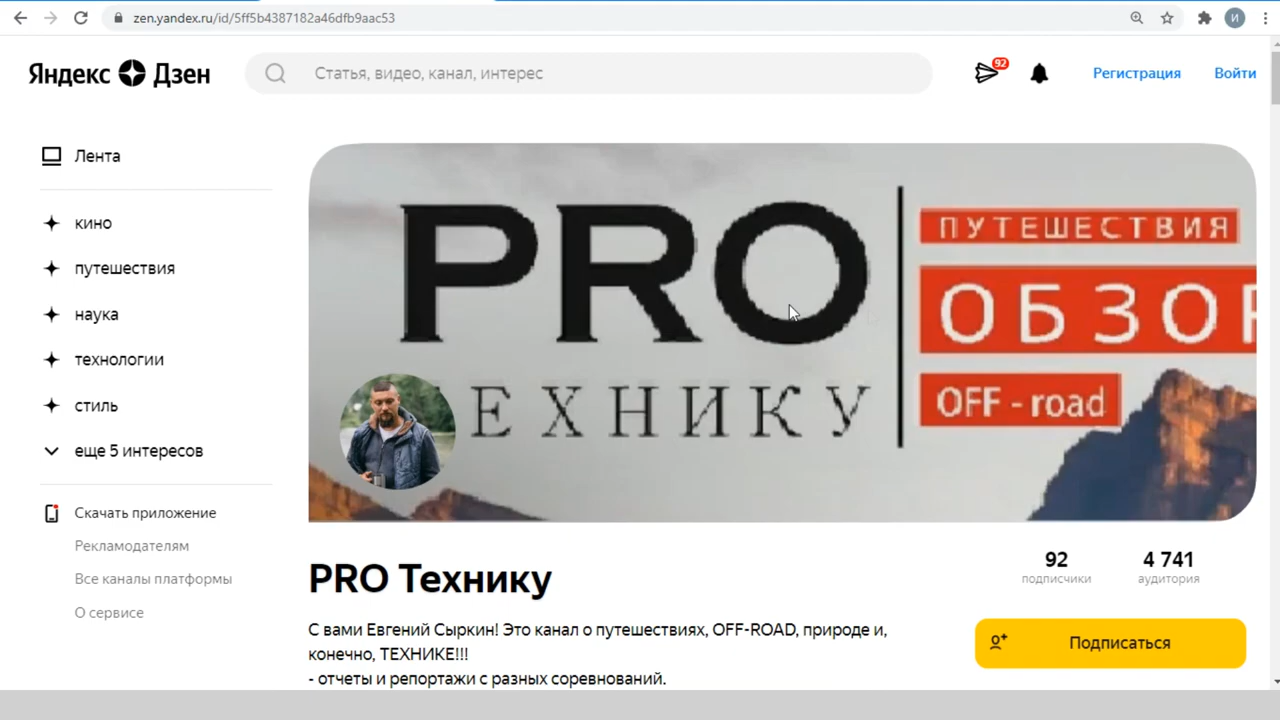 zen.yandex.ru/id/5ff5b4387182a46dfb9aac53
И
Яндекс Дзен
Статья, видео, канал, интерес
92
Регистрация
Войти
Лента
кино
путешествия
наука
технологии
стиль
еще 5 интересов
Скачать приложение
Рекламодателям
Все каналы платформы
О сервисе
PRO
ЕХНИКУ
ПУТЕШЕСТВИЯ
ОБЗОР
OFF - road
PRO Технику
92
подписчики
4 741
аудитория
С вами Евгений Сыркин! Это канал о путешествиях, OFF-ROAD, природе и,
конечно, ТЕХНИКЕ!!!
- отчеты и репортажи с разных соревнований.
Подписаться